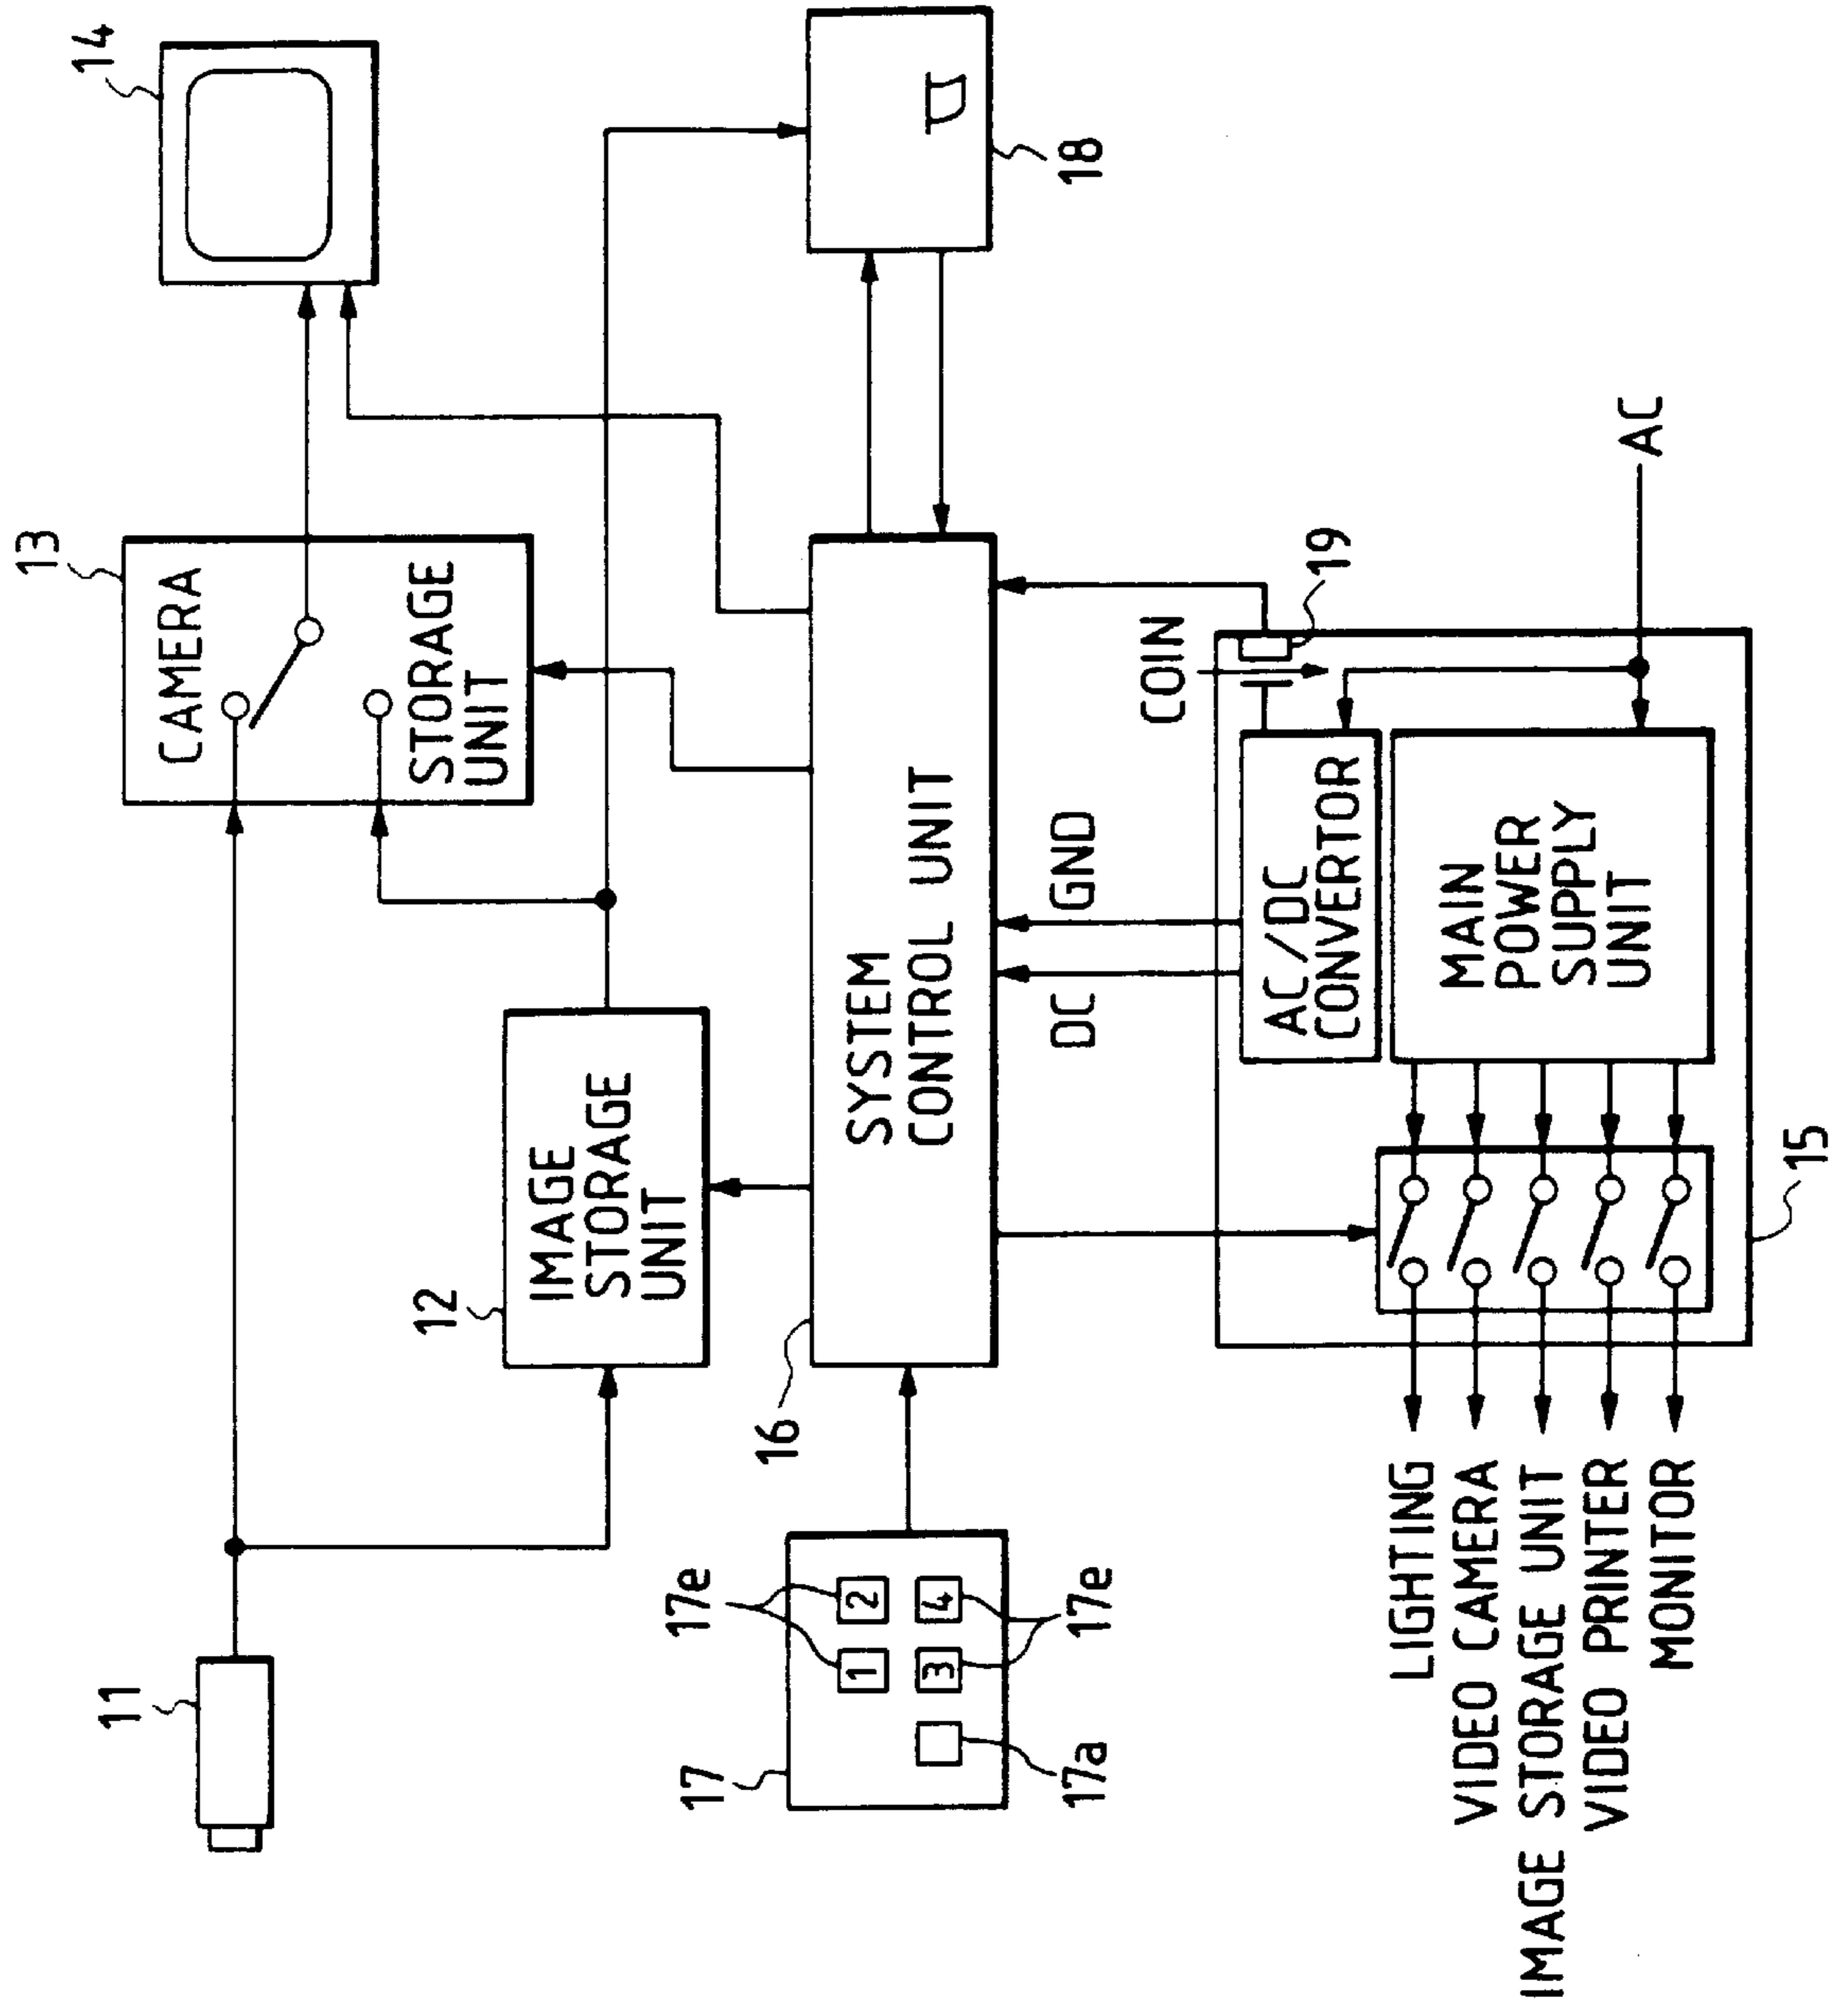 11
12
13
14
CAMERA
STORAGE
UNIT
IMAGE
STORAGE
UNIT
16
SYSTEM
CONTROL UNIT
17
17e
1
2
3
4
17e
17a
18
DC
GND
COIN
19
AC/DC
CONVERTOR
MAIN
POWER
SUPPLY
UNIT
AC
15
LIGHTING
VIDEO CAMERA
IMAGE STORAGE UNIT
VIDEO PRINTER
MONITOR